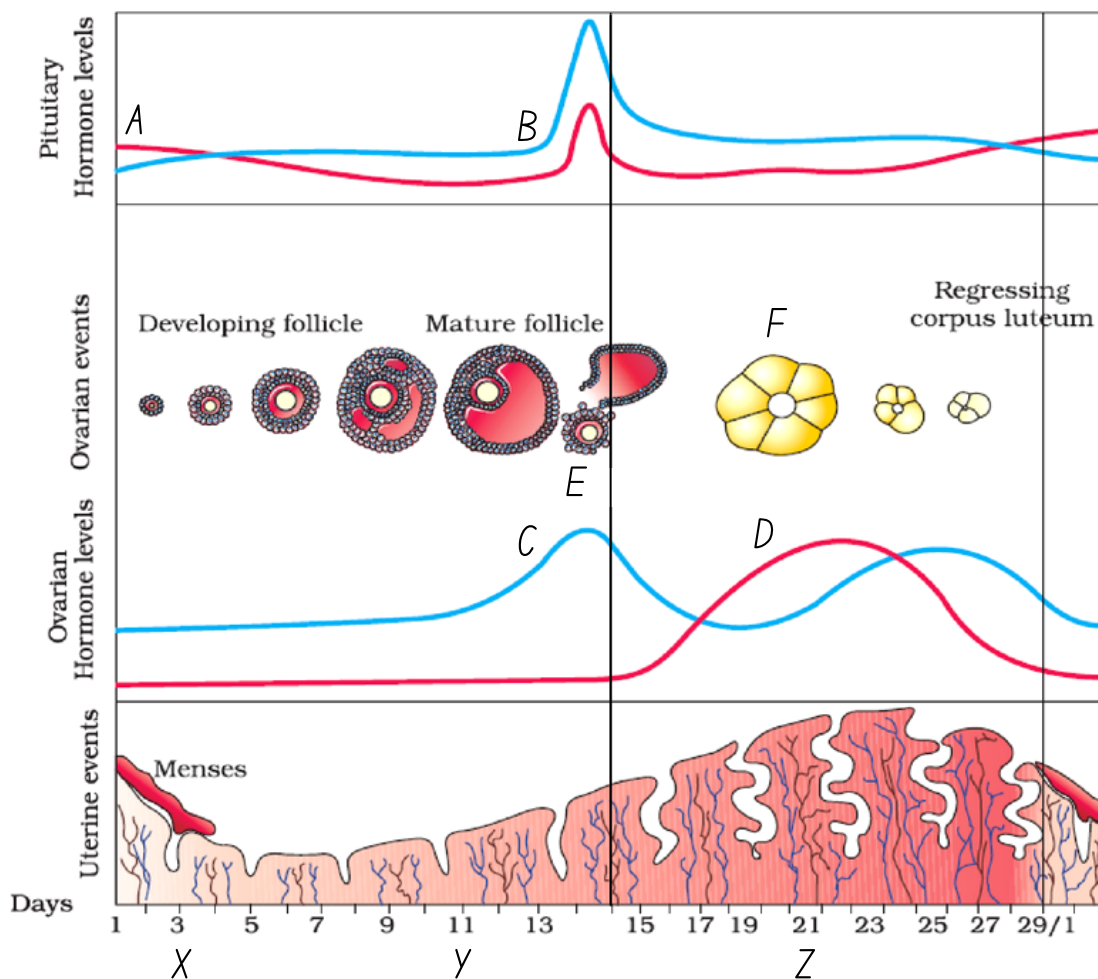 Pituitary
Hormone levels
A
B
Ovarian events
Developing follicle
Mature follicle
E
F
Regressing
corpus luteum
Ovarian
Hormone levels
C
D
Uterine events
Menses
Days
1 3 5 7 9 11 13 15 17 19 21 23 25 27 29/1
X Y Z